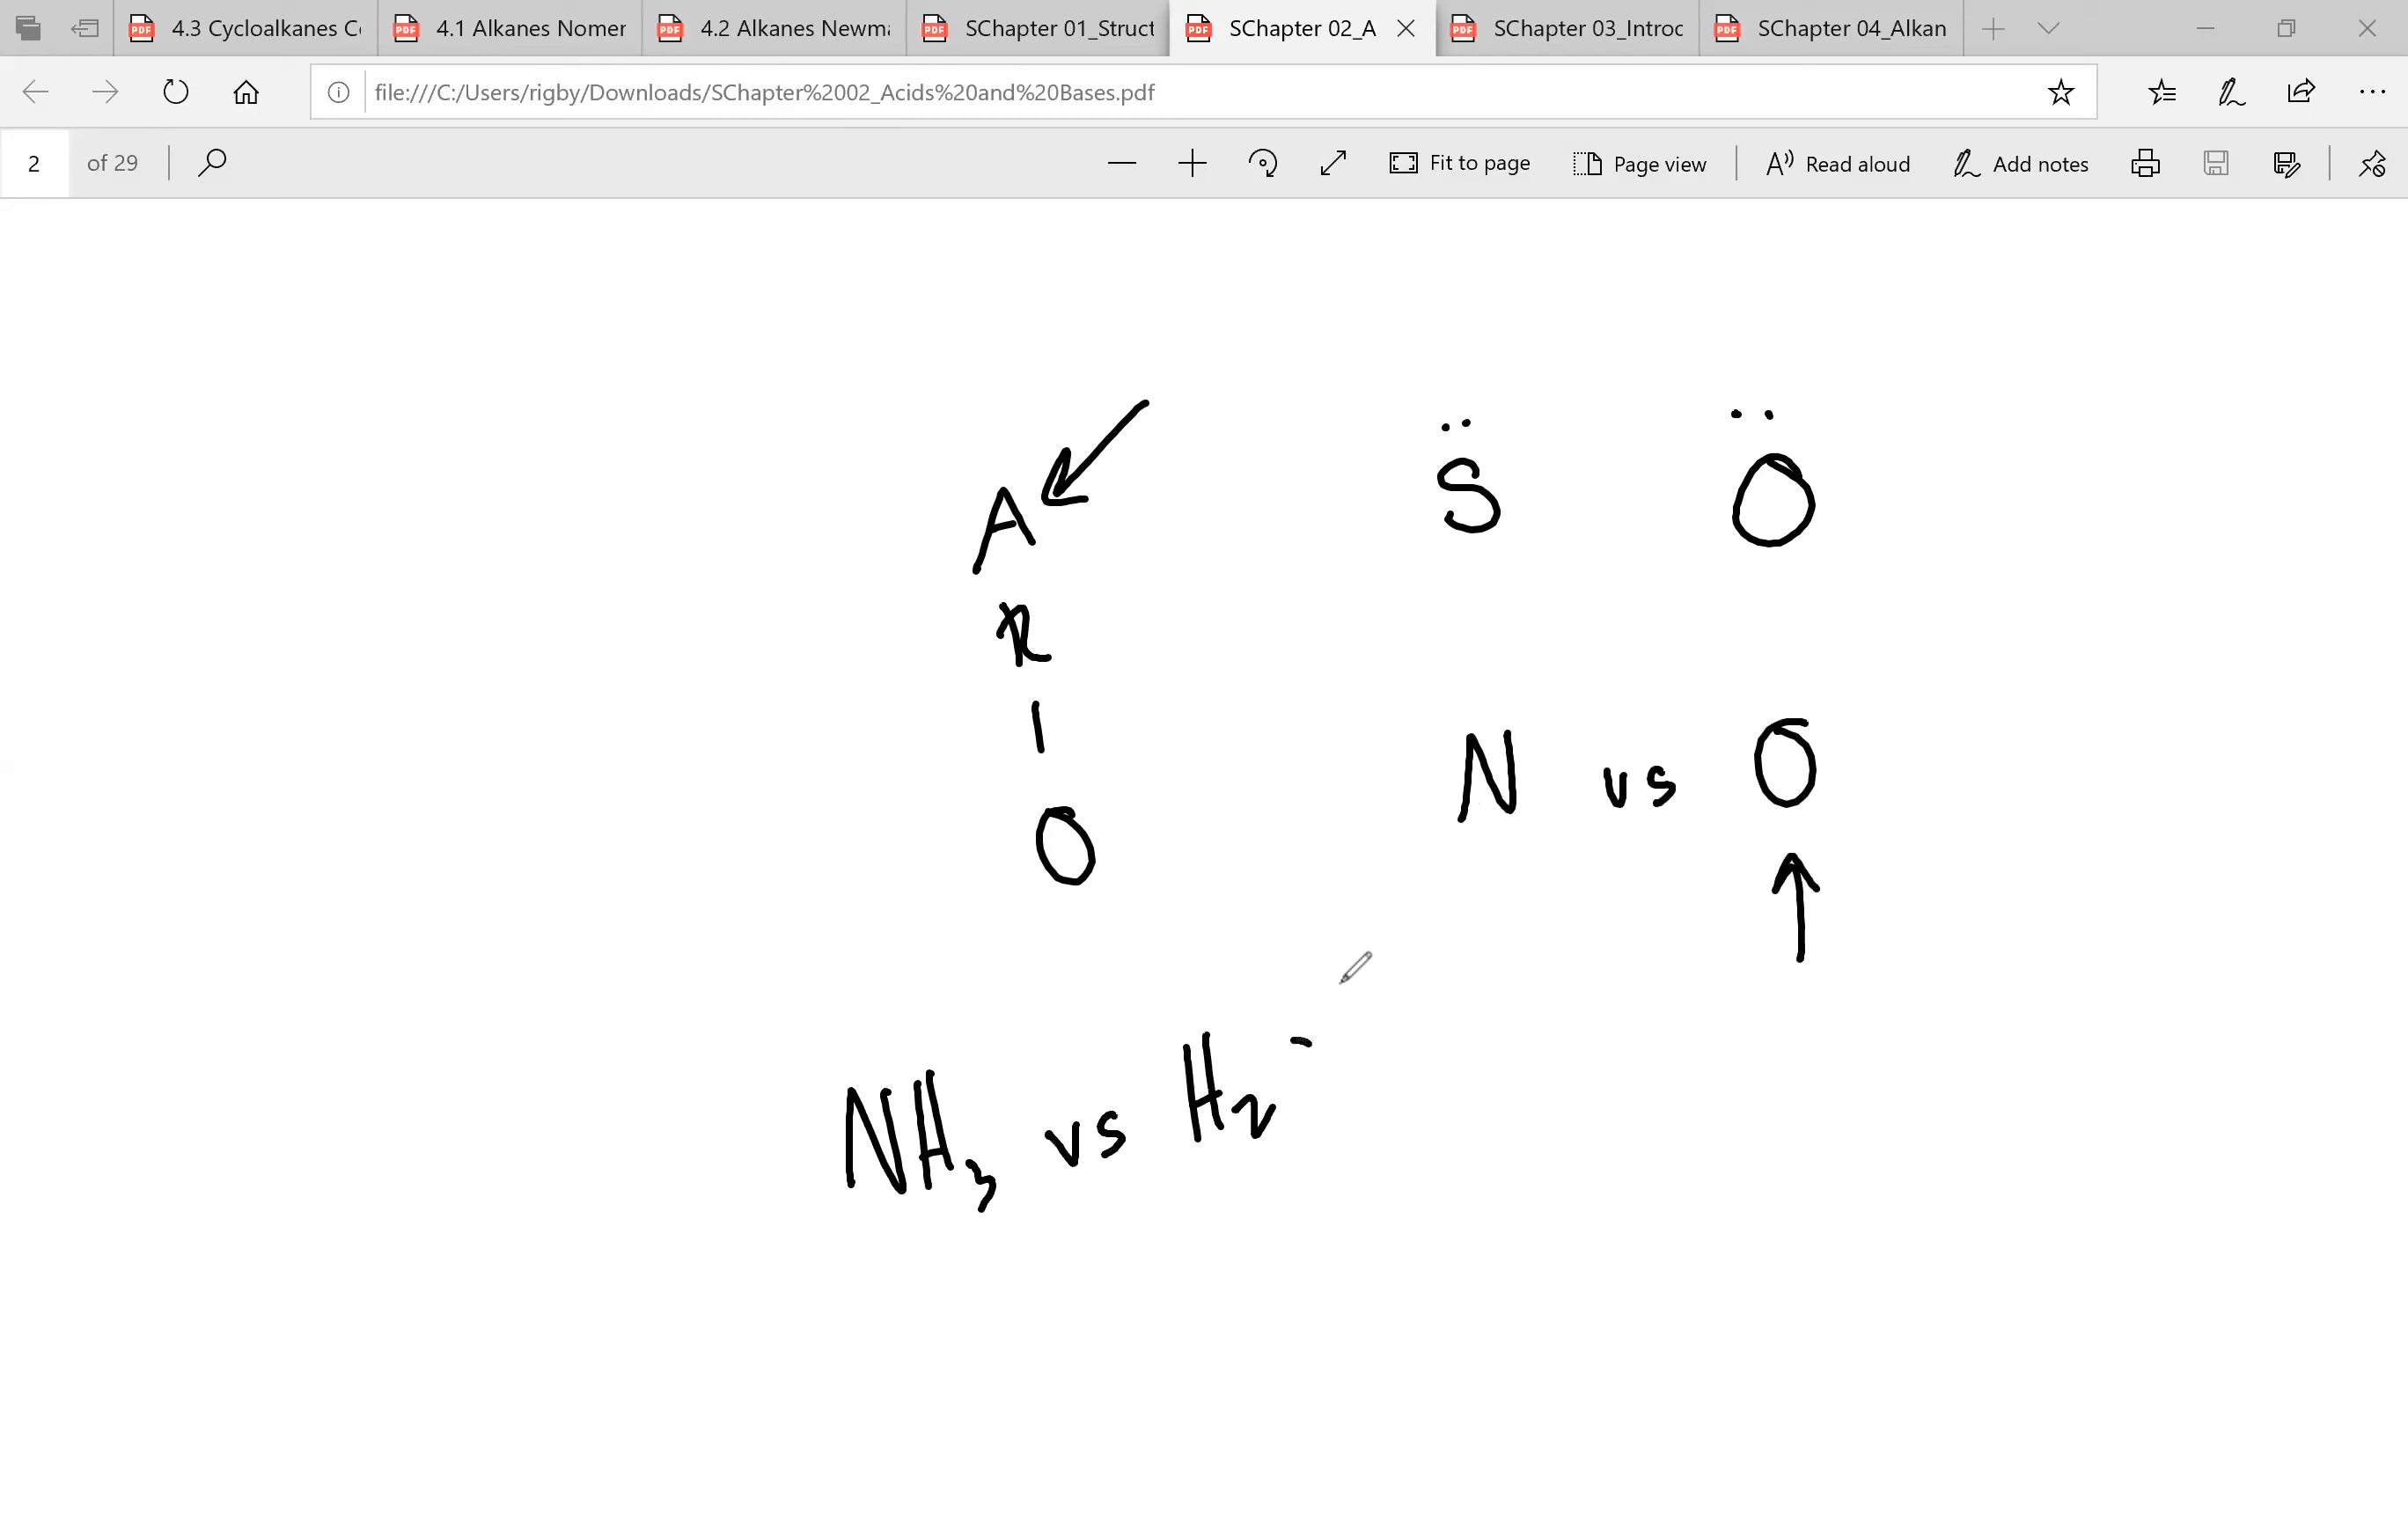 4.3 Cycloalkanes C
4.1 Alkanes Nomer
4.2 Alkanes Newma
SChapter 01_Struct
SChapter 02_A
SChapter 03_Introc
SChapter 04_Alkan
file:///C:/Users/rigby/Downloads/SChapter%2002_Acids%20and%20Bases.pdf
2 of 29
Fit to page
Page view
Read aloud
Add notes
A
R
I
O
S O
N vs O
NH3 vs H2